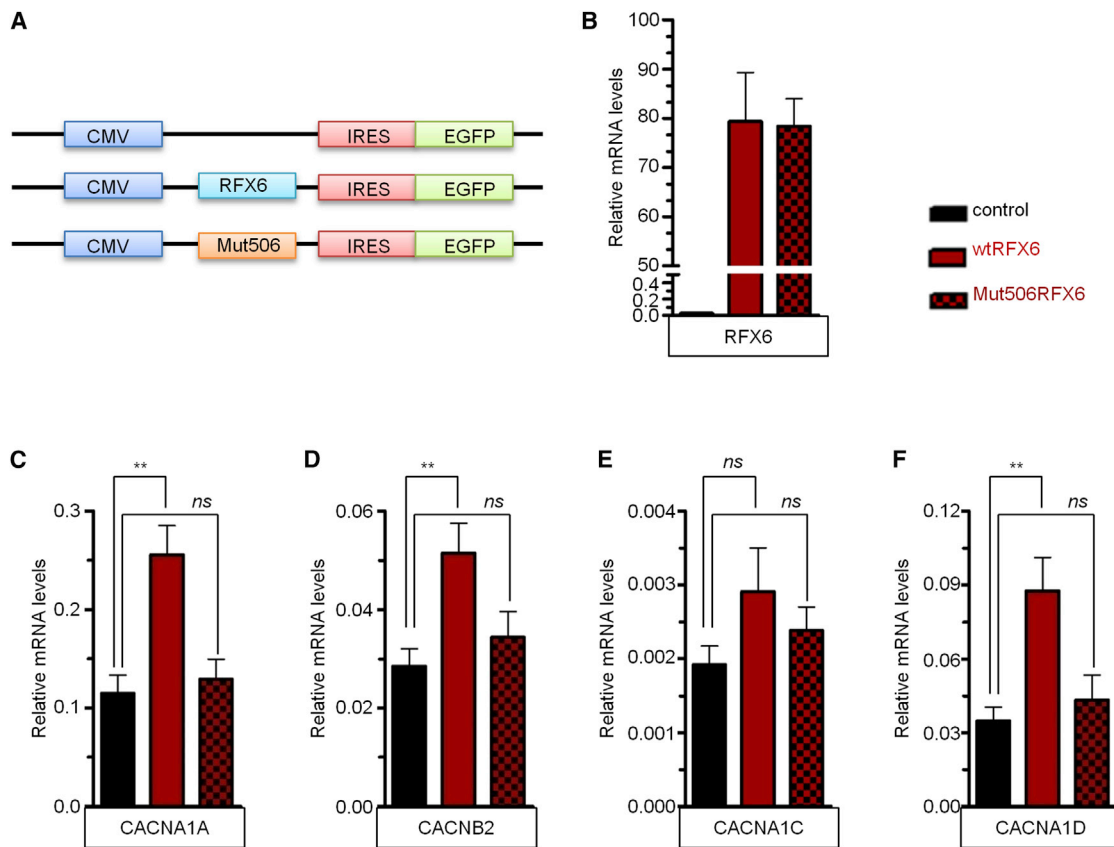 A
CMV IRES EGFP
CMV RFX6 IRES EGFP
CMV Mut506 IRES EGFP
B
Relative mRNA levels
100
90
80
70
60
50
0.4
0.2
0.0
RFX6
control
wtRFX6
Mut506RFX6
C
**
ns
Relative mRNA levels
0.3
0.2
0.1
0.0
CACNA1A
D
**
ns
Relative mRNA levels
0.06
0.04
0.02
0.00
CACNB2
E
ns
ns
Relative mRNA levels
0.004
0.003
0.002
0.001
0.000
CACNA1C
F
**
ns
Relative mRNA levels
0.12
0.09
0.06
0.03
0.00
CACNA1D